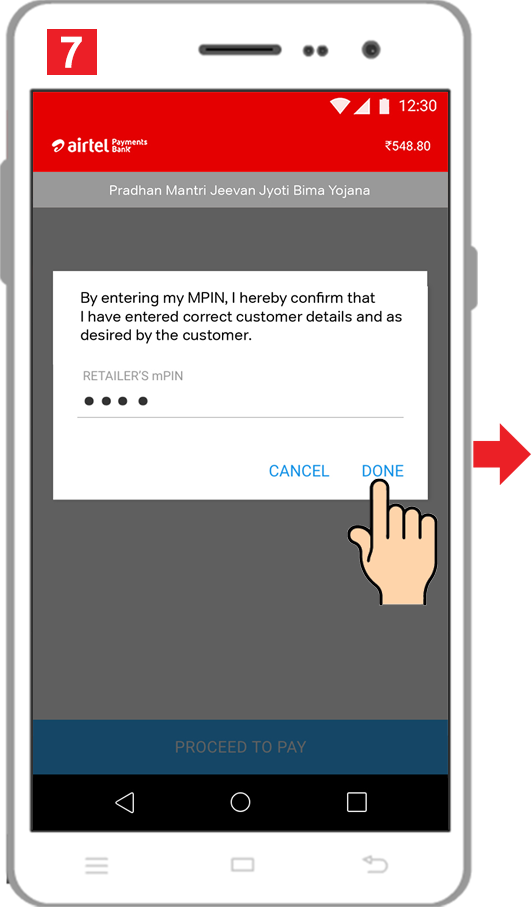 7
12:30
airtel Payments Bank
₹548.80
Pradhan Mantri Jeevan Jyoti Bima Yojana
By entering my MPIN, I hereby confirm that
I have entered correct customer details and as
desired by the customer.
RETAILER'S mPIN
CANCEL DONE
PROCEED TO PAY